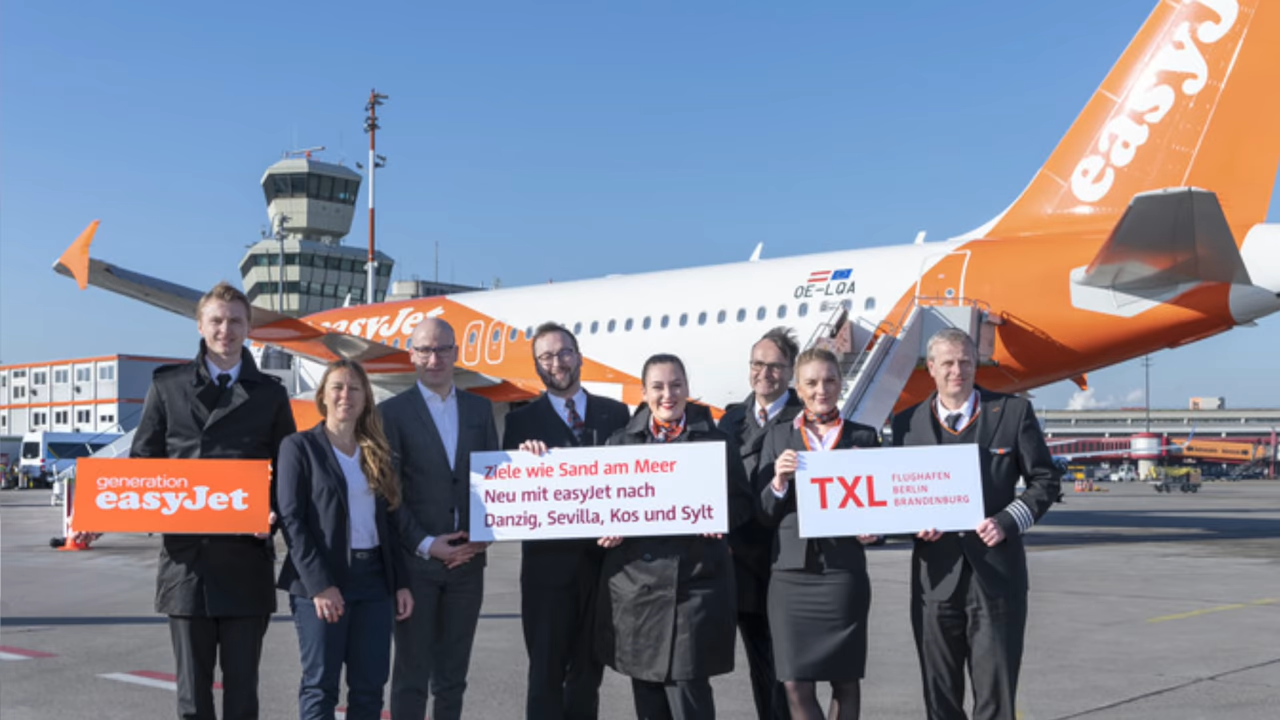 easyJ
OE-LQA
easyJet
generation
easyJet
Ziele wie Sand am Meer
Neu mit easyJet nach
Danzig, Sevilla, Kos und Sylt
TXL
FLUGHAFEN
BERLIN
BRANDENBURG